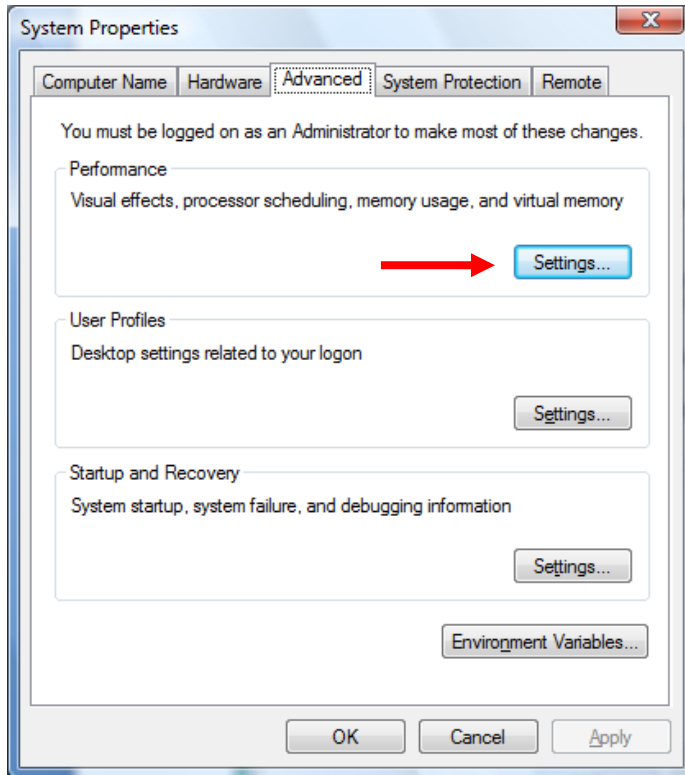 System Properties
Computer Name Hardware Advanced System Protection Remote
You must be logged on as an Administrator to make most of these changes.
Performance
Visual effects, processor scheduling, memory usage, and virtual memory
Settings...
User Profiles
Desktop settings related to your logon
Settings...
Startup and Recovery
System startup, system failure, and debugging information
Settings...
Environment Variables...
OK Cancel Apply